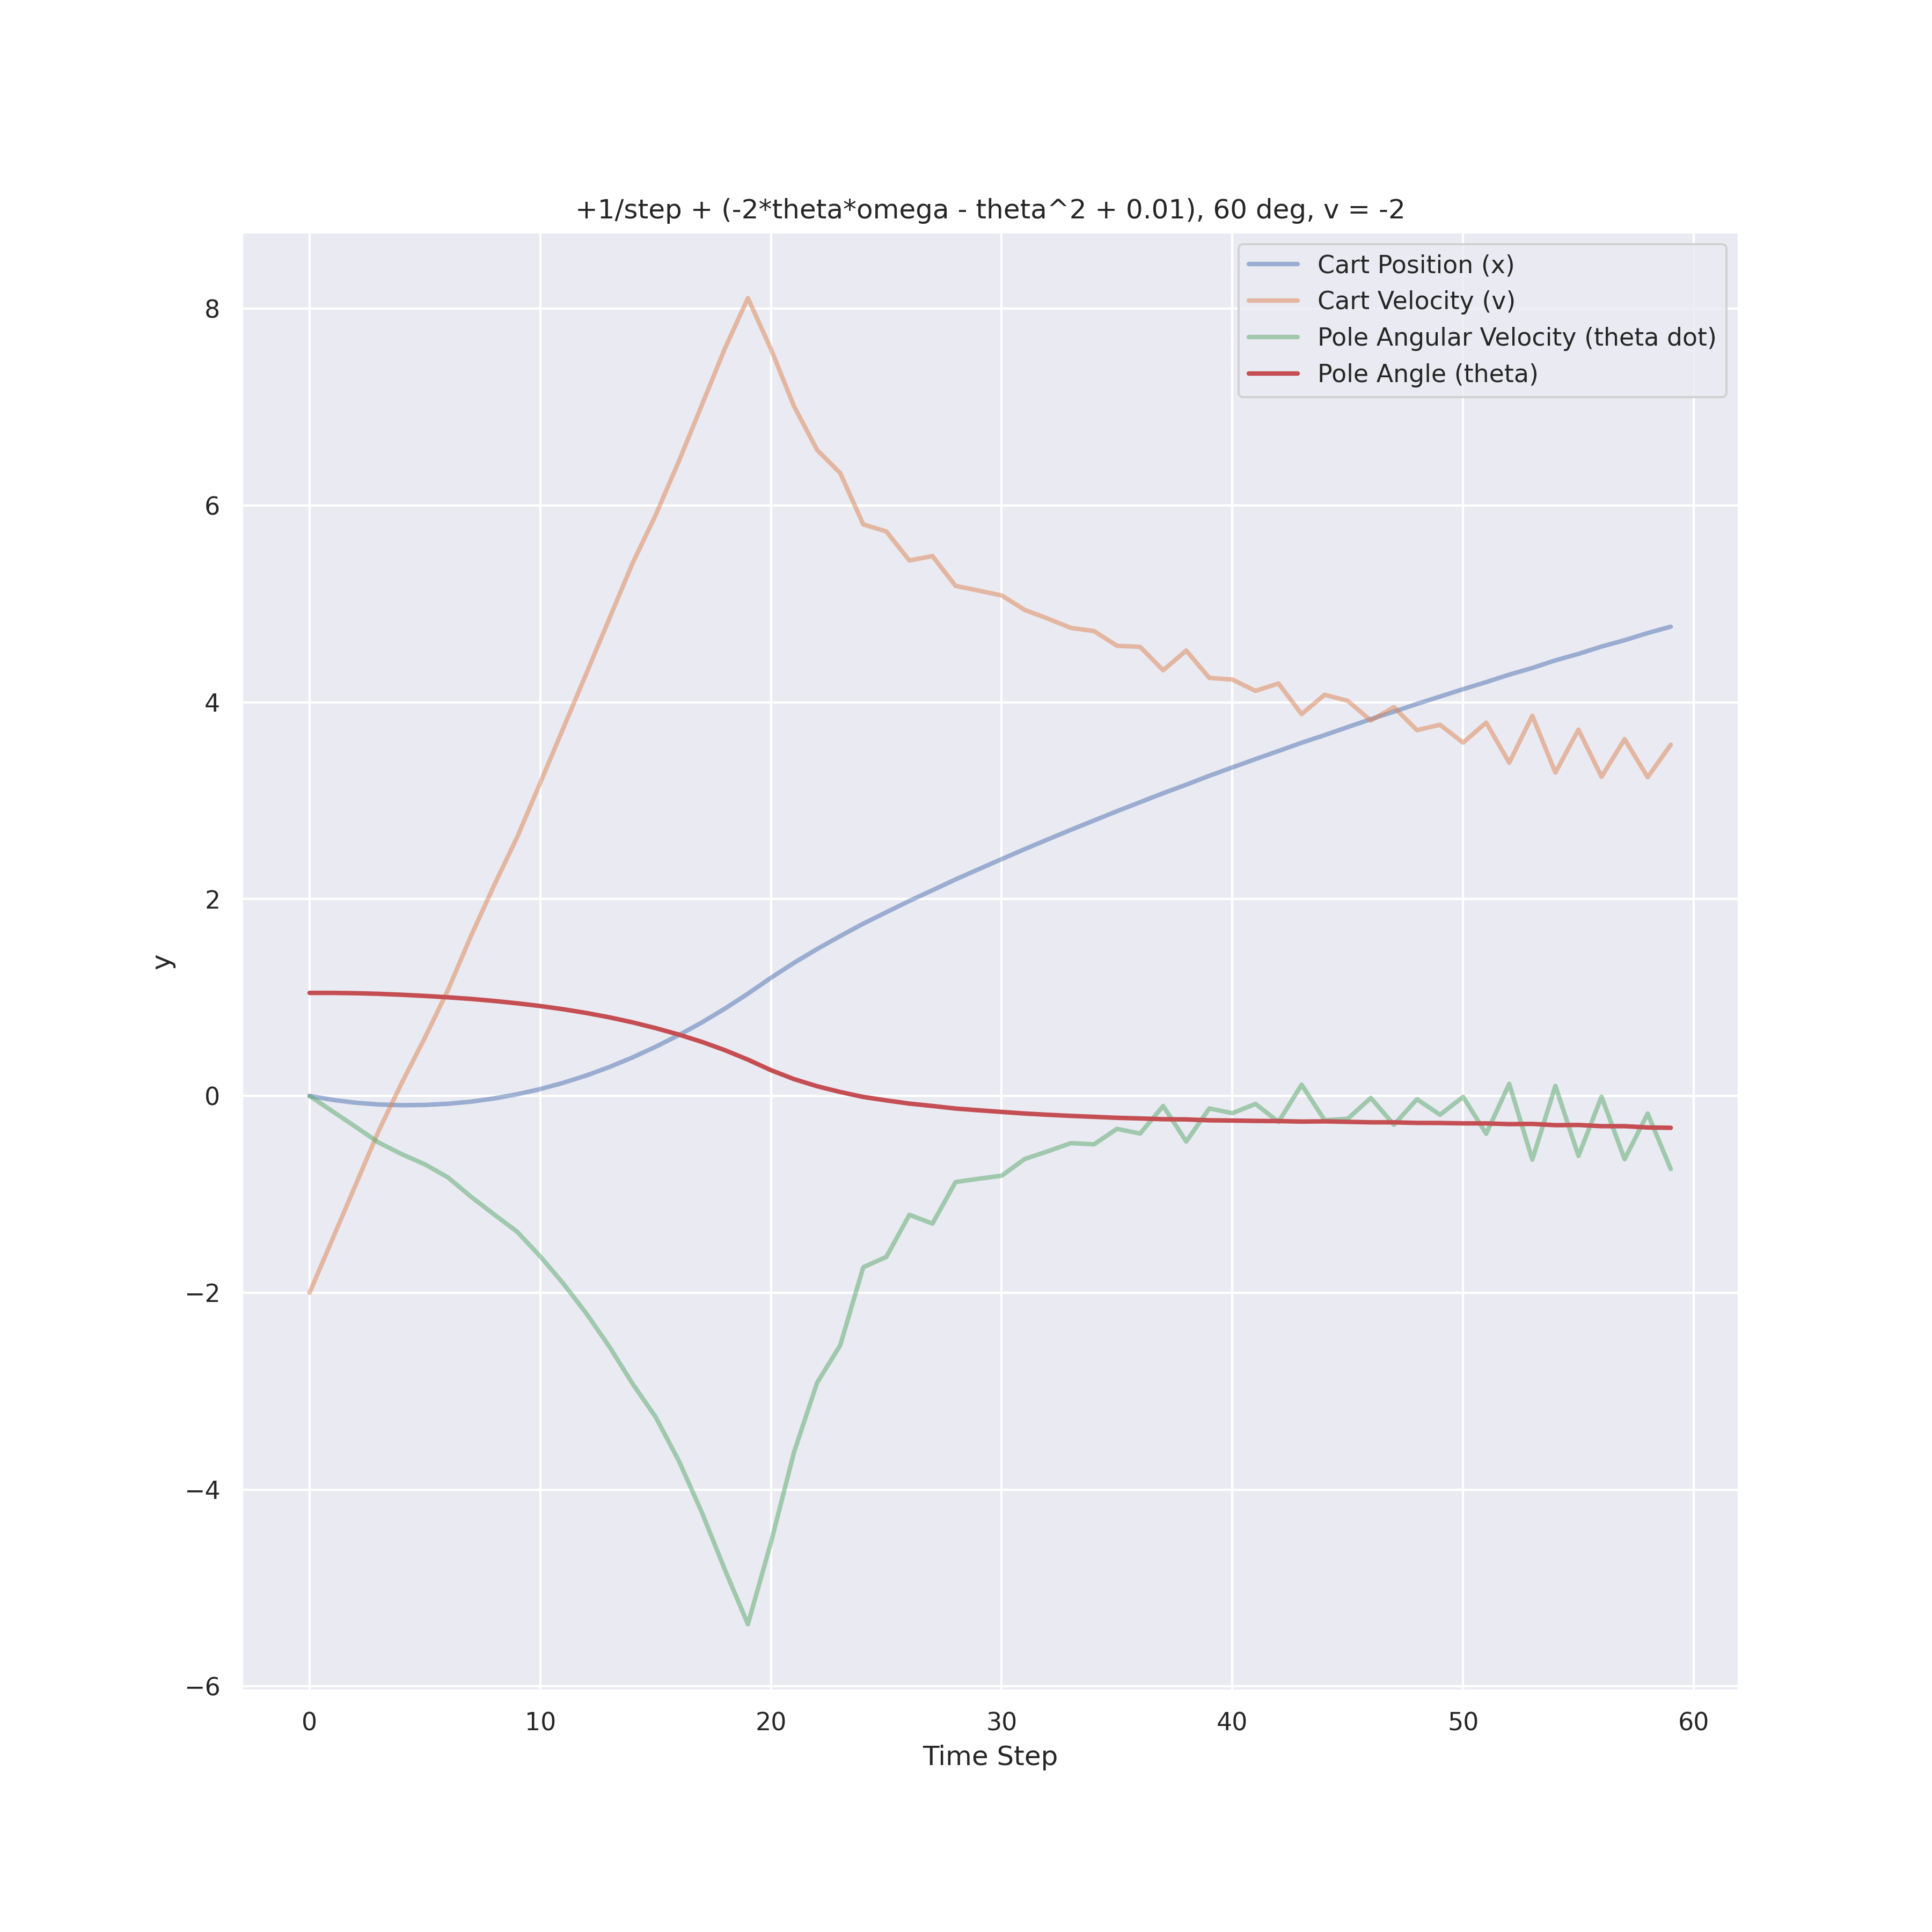 +1/step + (-2*theta*omega - theta^2 + 0.01), 60 deg, v = -2
Cart Position (x)
Cart Velocity (v)
Pole Angular Velocity (theta dot)
Pole Angle (theta)
8
6
4
2
0
−2
−4
−6
y
0 10 20 30 40 50 60
Time Step